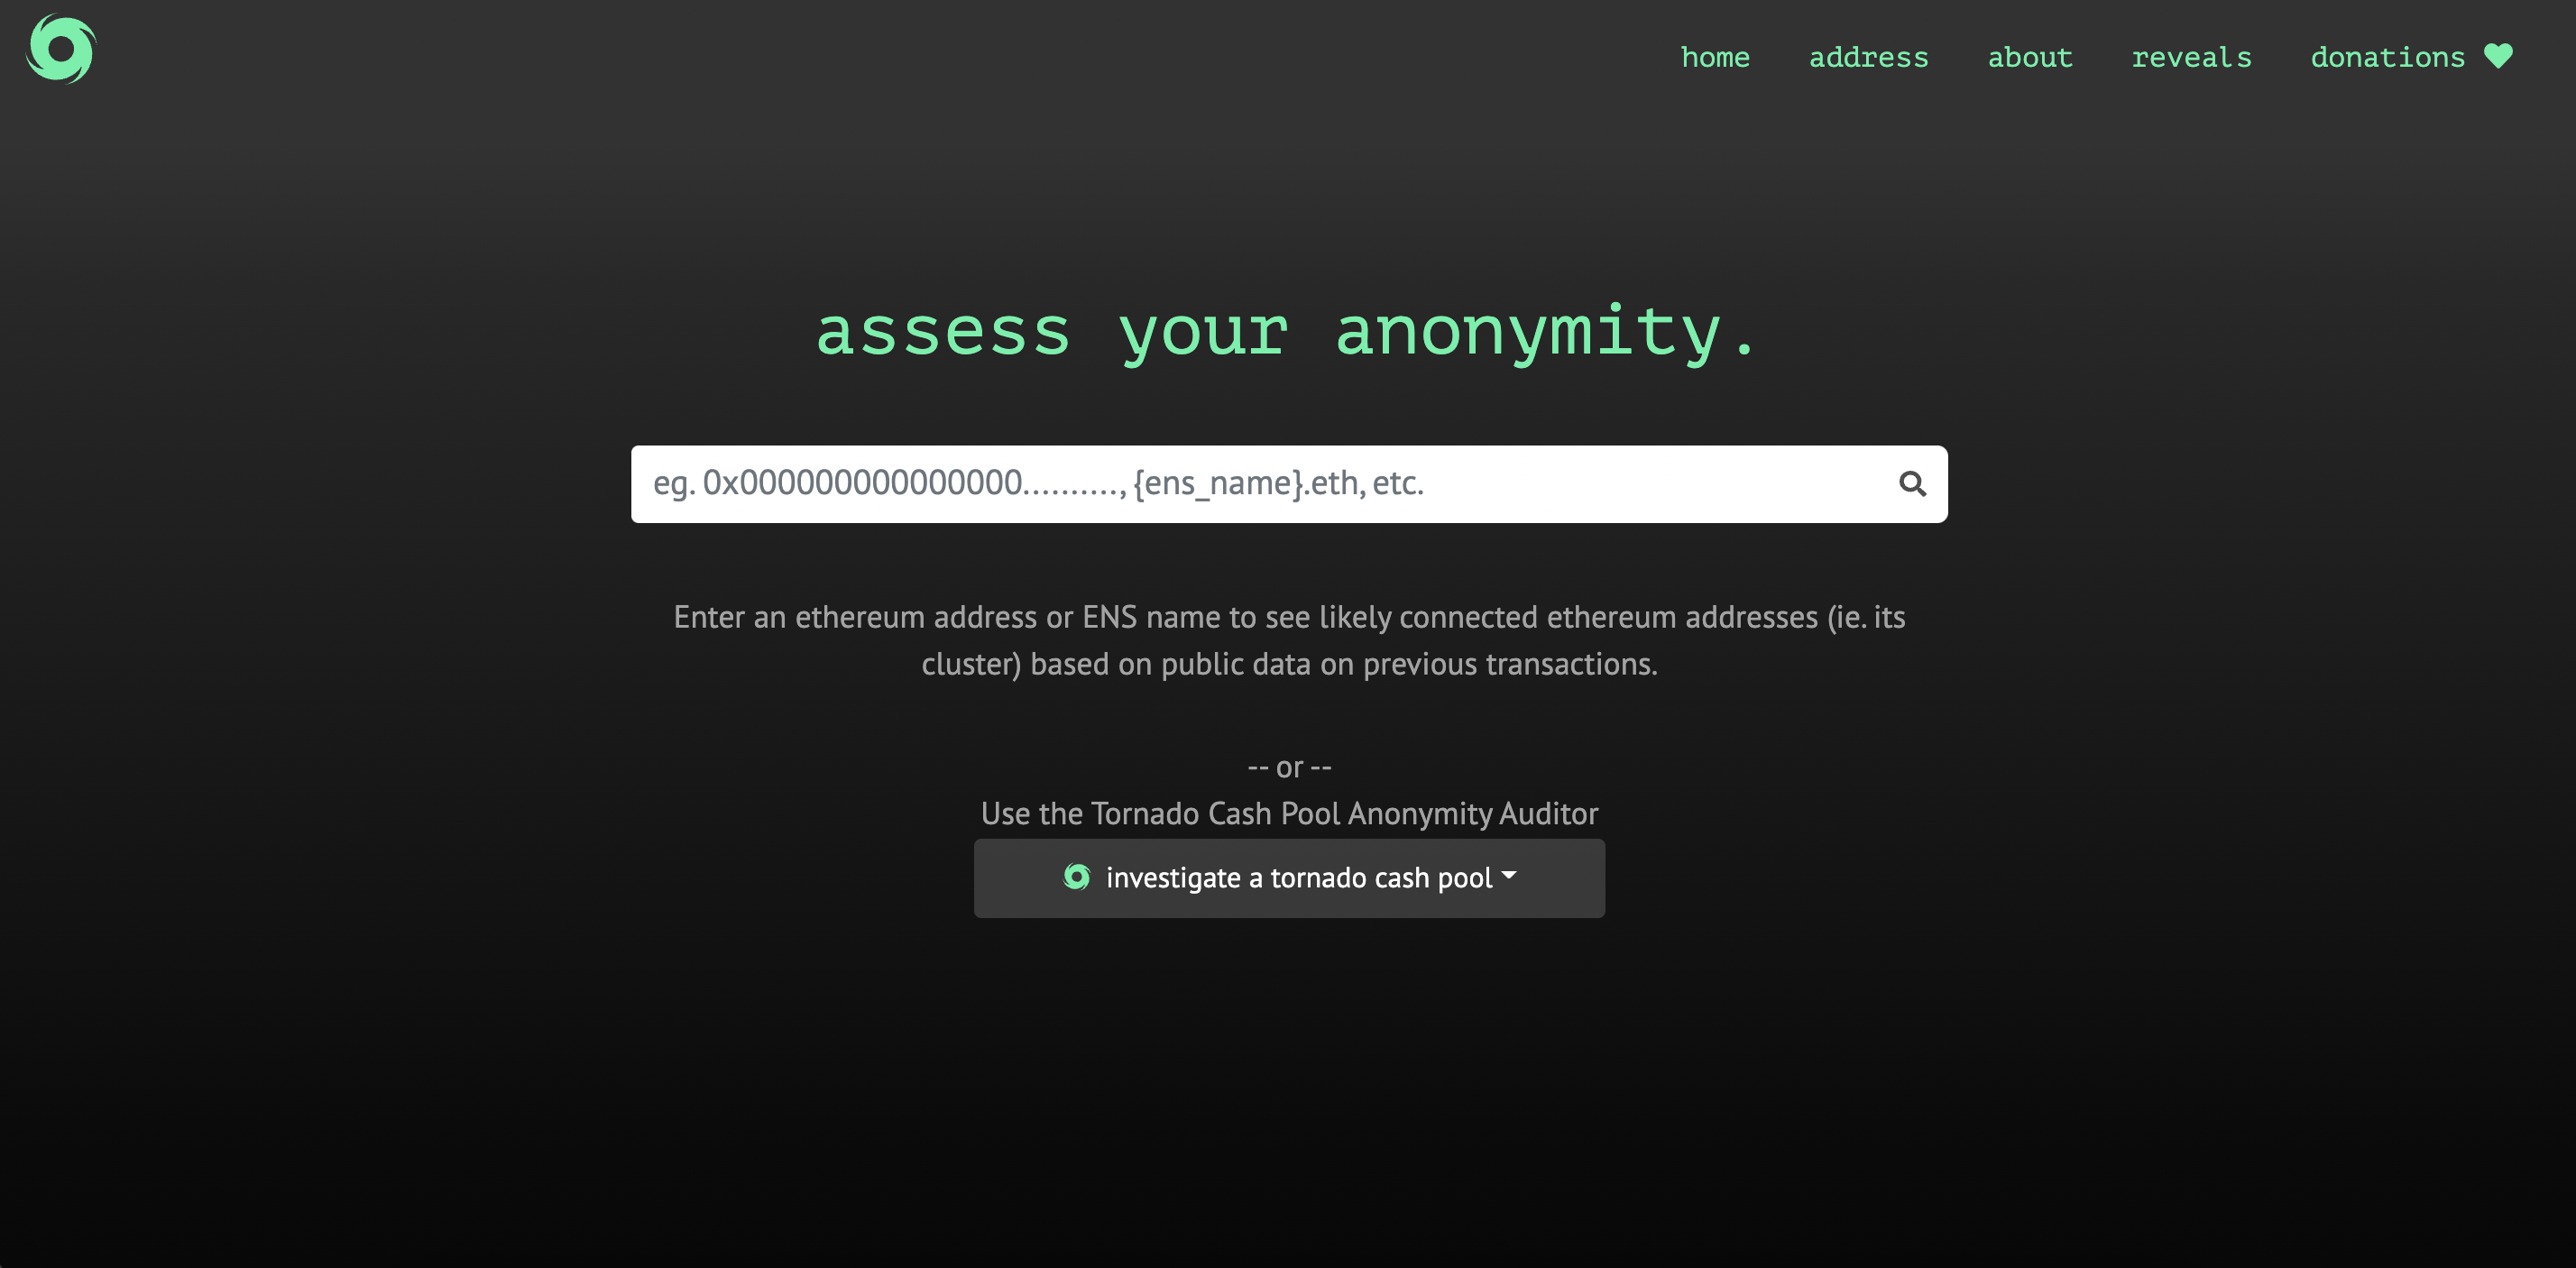 home address about reveals donations
assess your anonymity.
eg. 0x000000000000000.........., {ens_name}.eth, etc.
Enter an ethereum address or ENS name to see likely connected ethereum addresses (ie. its
cluster) based on public data on previous transactions.
-- or --
Use the Tornado Cash Pool Anonymity Auditor
investigate a tornado cash pool